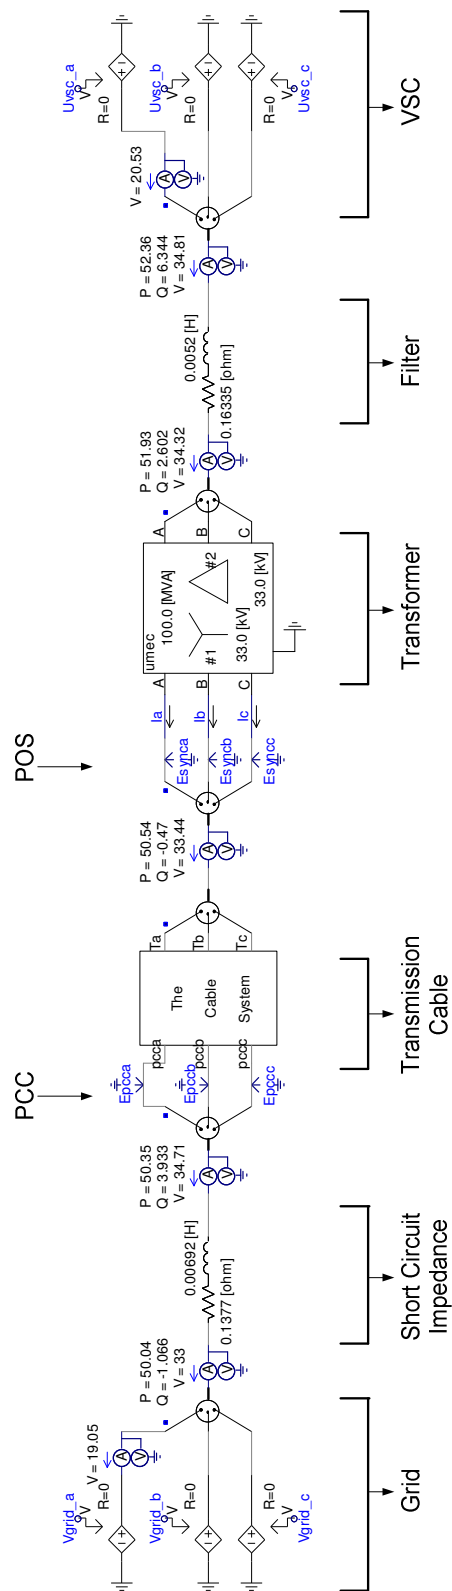 Uvsc_a
V
R=0
Uvsc_b
V
R=0
Uvsc_c
V
R=0
V = 20.53
A
V
VSC
P = 52.36
Q = 6.344
V = 34.81
A
V
0.0052 [H]
0.16335 [ohm]
Filter
P = 51.93
Q = 2.602
V = 34.32
A
V
A
B
C
umec
100.0 [MVA]
#2
#1
33.0 [kV]
33.0 [kV]
A
B
C
Transformer
Ia
Ib
Ic
POS
Esynca
Esyncb
Esyncc
P = 50.54
Q = -0.47
V = 33.44
A
V
Ta
Tb
Tc
The
Cable
System
pcca
pccb
pccc
Transmission
Cable
PCC
Epcca
Epccb
Epccc
P = 50.35
Q = 3.933
V = 34.71
A
V
0.00692 [H]
0.1377 [ohm]
Short Circuit
Impedance
P = 50.04
Q = -1.066
V = 33
A
V
V = 19.05
A
V
Vgrid_a
V
R=0
Vgrid_b
V
R=0
Vgrid_c
V
R=0
Grid